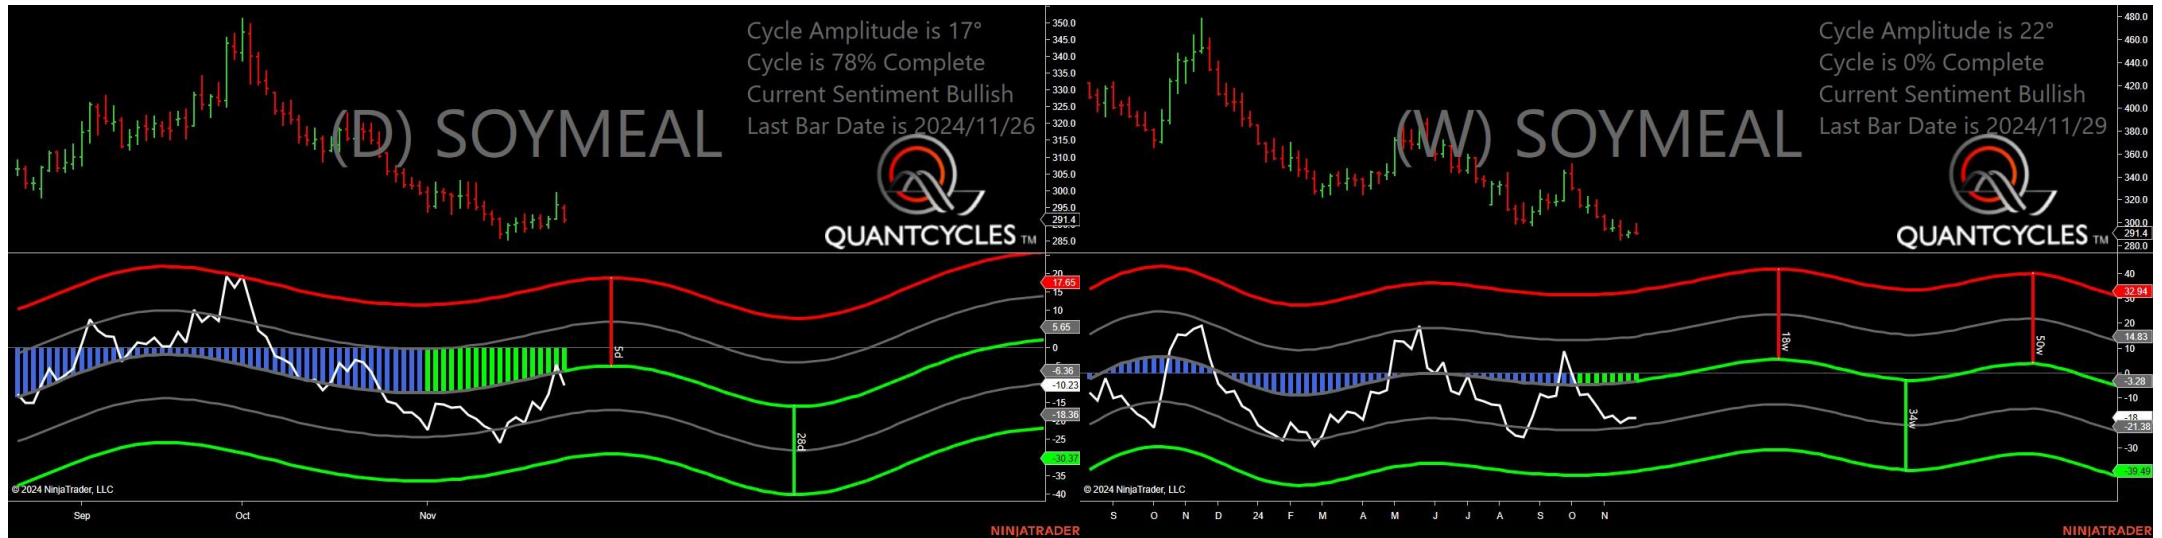 Cycle Amplitude is 17°
Cycle is 78% Complete
Current Sentiment Bullish
Last Bar Date is 2024/11/26
(D) SOYMEAL
QUANTCYCLES TM
350.0
345.0
340.0
335.0
330.0
325.0
320.0
315.0
310.0
305.0
300.0
295.0
291.4
285.0
20
17.65
15
10
5.65
0
-6.36
-10.23
-15
-18.36
-25
-30.37
-35
-40
5d
28d
© 2024 NinjaTrader, LLC
Sep Oct Nov
NINJATRADER
Cycle Amplitude is 22°
Cycle is 0% Complete
Current Sentiment Bullish
Last Bar Date is 2024/11/29
(W) SOYMEAL
QUANTCYCLES TM
480.0
460.0
440.0
420.0
400.0
380.0
360.0
340.0
320.0
300.0
291.4
280.0
40
32.94
30
20
14.83
10
0
-3.28
-10
-18
-21.38
-30
-39.49
18w
34w
50w
© 2024 NinjaTrader, LLC
S O N D 24 F M A M J J A S O N
NINJATRADER